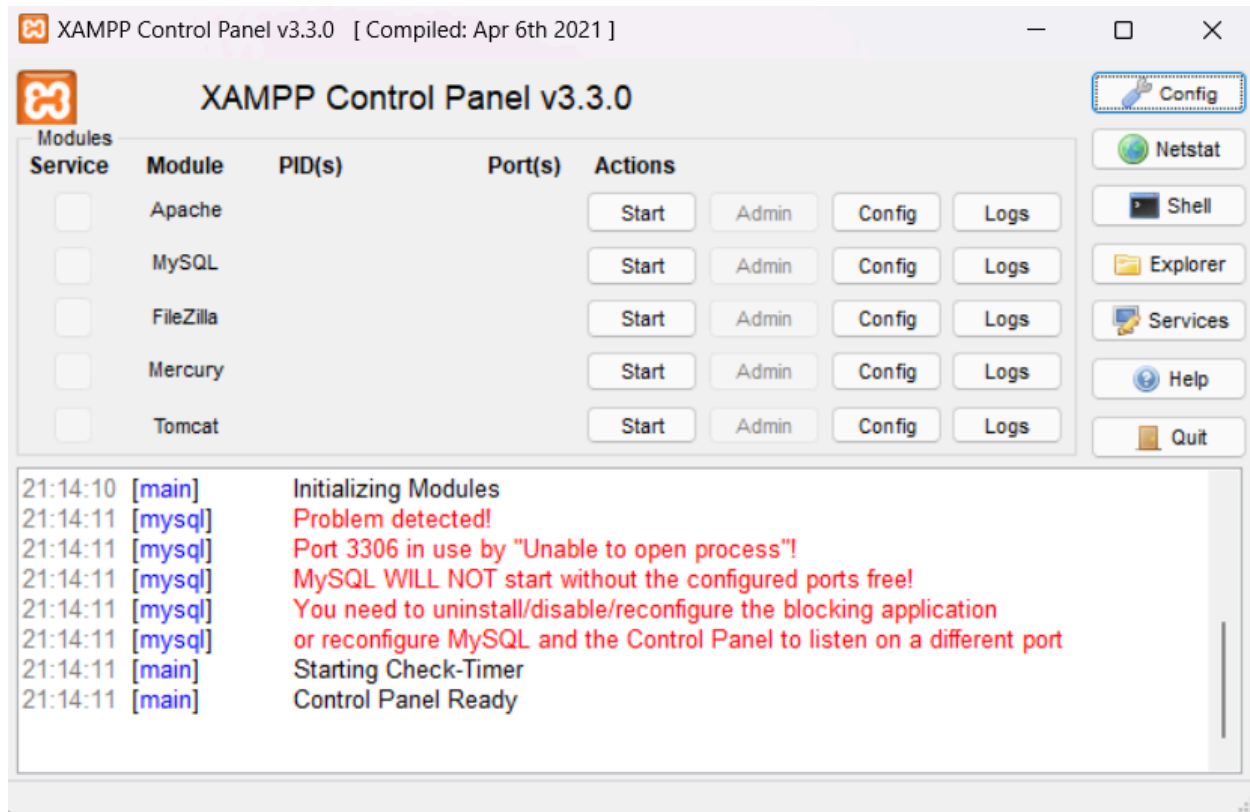 XAMPP Control Panel v3.3.0 [ Compiled: Apr 6th 2021 ]
XAMPP Control Panel v3.3.0
Config
Modules
Netstat
Service Module PID(s) Port(s) Actions
Shell
Apache Start Admin Config Logs
MySQL Start Admin Config Logs
Explorer
FileZilla Start Admin Config Logs
Services
Mercury Start Admin Config Logs
Help
Tomcat Start Admin Config Logs
Quit
21:14:10 [main] Initializing Modules
21:14:11 [mysql] Problem detected!
21:14:11 [mysql] Port 3306 in use by "Unable to open process"!
21:14:11 [mysql] MySQL WILL NOT start without the configured ports free!
21:14:11 [mysql] You need to uninstall/disable/reconfigure the blocking application
21:14:11 [mysql] or reconfigure MySQL and the Control Panel to listen on a different port
21:14:11 [main] Starting Check-Timer
21:14:11 [main] Control Panel Ready